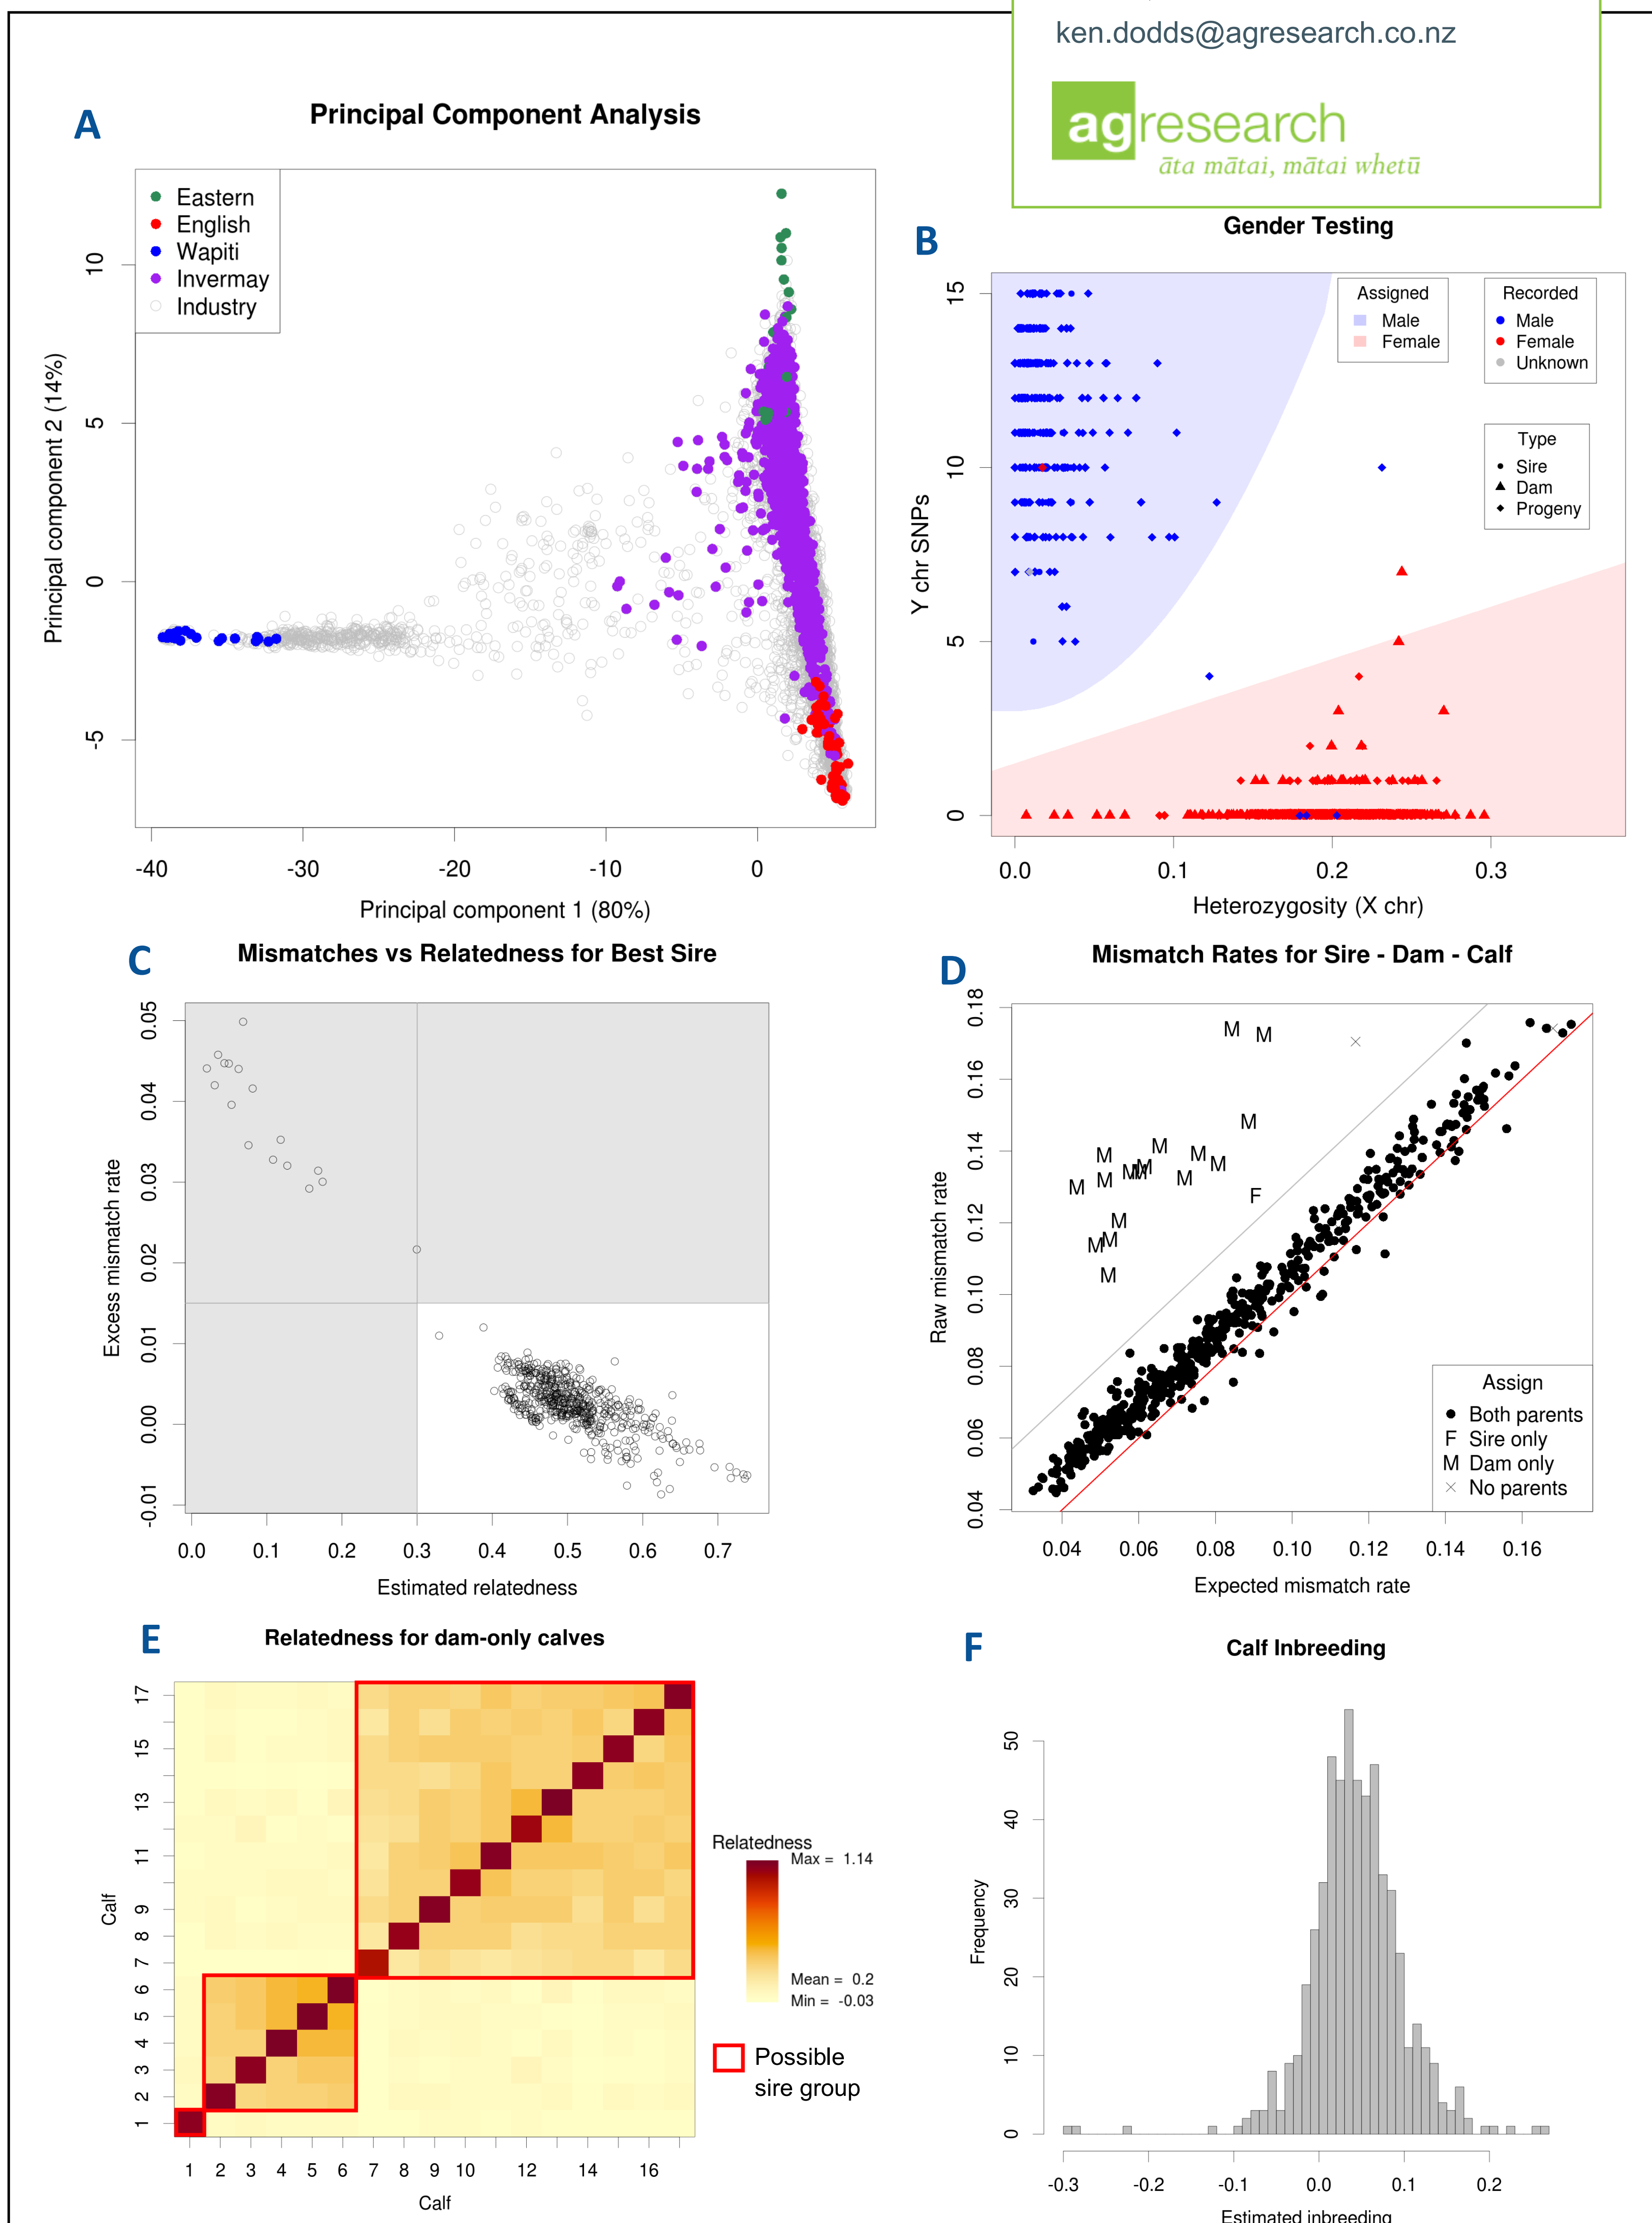 ken.dodds@agresearch.co.nz
agresearch
āta mātai, mātai whetū
A
Principal Component Analysis
Eastern
English
Wapiti
Invermay
Industry
Principal component 2 (14%)
10
5
0
-5
-40 -30 -20 -10 0
Principal component 1 (80%)
B
Gender Testing
Assigned
Male
Female
Recorded
Male
Female
Unknown
Type
Sire
Dam
Progeny
Y chr SNPs
15
10
5
0
0.0 0.1 0.2 0.3
Heterozygosity (X chr)
C
Mismatches vs Relatedness for Best Sire
Excess mismatch rate
0.05
0.04
0.03
0.02
0.01
0.00
-0.01
0.0 0.1 0.2 0.3 0.4 0.5 0.6 0.7
Estimated relatedness
D
Mismatch Rates for Sire - Dam - Calf
Raw mismatch rate
0.18
0.16
0.14
0.12
0.10
0.08
0.06
0.04
M M
M
M M M M
M M M M M
M
F
M
M M
M
Assign
Both parents
F Sire only
M Dam only
No parents
0.04 0.06 0.08 0.10 0.12 0.14 0.16
Expected mismatch rate
E
Relatedness for dam-only calves
Calf
17
15
13
11
9
8
7
6
5
4
3
2
1
1 2 3 4 5 6 7 8 9 10 12 14 16
Calf
Relatedness
Max = 1.14
Mean = 0.2
Min = -0.03
Possible
sire group
F
Calf Inbreeding
Frequency
50
40
30
20
10
0
-0.3 -0.2 -0.1 0.0 0.1 0.2
Estimated inbreeding